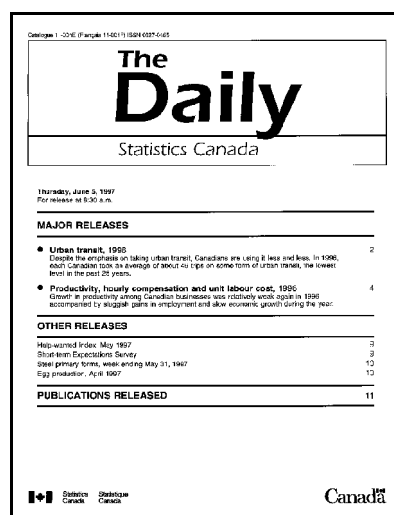 Catalogue 11-001E (Français 11-001F) ISSN 0827-0465
The
Daily
Statistics Canada
Thursday, June 5, 1997
For release at 8:30 a.m.
MAJOR RELEASES
● Urban transit, 1996 2
Despite the emphasis on taking urban transit, Canadians are using it less and less. In 1996,
each Canadian took an average of about 46 trips on some form of urban transit, the lowest
level in the past 25 years.
● Productivity, hourly compensation and unit labour cost, 1996 4
Growth in productivity among Canadian businesses was relatively weak again in 1996
accompanied by sluggish gains in employment and slow economic growth during the year.
OTHER RELEASES
Help-wanted Index, May 1997 9
Short-term Expectations Survey 9
Steel primary forms, week ending May 31, 1997 10
Egg production, April 1997 10
PUBLICATIONS RELEASED 11
Statistics Statistique
Canada Canada
Canada